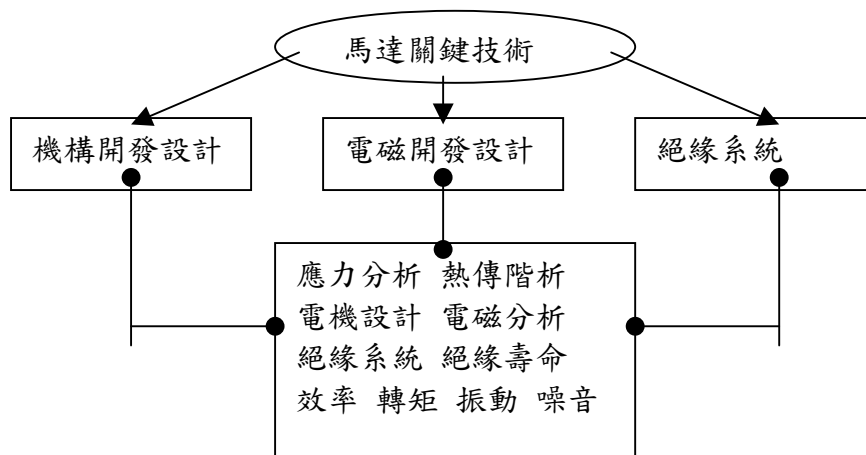 馬達關鍵技術
機構開發設計
電磁開發設計
絕緣系統
應力分析 熱傳階析
電機設計 電磁分析
絕緣系統 絕緣壽命
效率 轉矩 振動 噪音